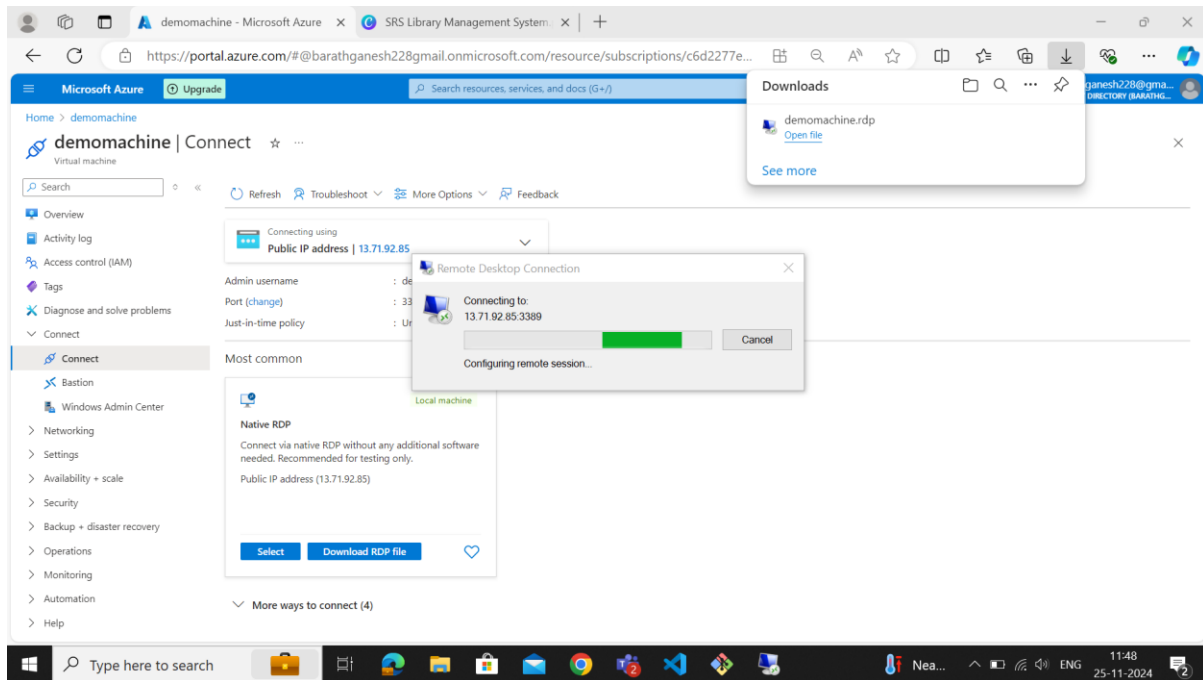 demomachine - Microsoft Azure
SRS Library Management System.
https://portal.azure.com/#@barathganesh228gmail.onmicrosoft.com/resource/subscriptions/c6d2277e...
Microsoft Azure
Upgrade
Search resources, services, and docs (G+/)
ganesh228@gma...
DIRECTORY (BARATHG...
Downloads
demomachine.rdp
Open file
See more
Home > demomachine
demomachine | Connect
Virtual machine
Search
Refresh
Troubleshoot
More Options
Feedback
Overview
Activity log
Access control (IAM)
Tags
Diagnose and solve problems
Connect
Connect
Bastion
Windows Admin Center
Networking
Settings
Availability + scale
Security
Backup + disaster recovery
Operations
Monitoring
Automation
Help
Connecting using
Public IP address | 13.71.92.85
Admin username : de
Port (change) : 33
Just-in-time policy : Ur
Most common
Local machine
Native RDP
Connect via native RDP without any additional software
needed. Recommended for testing only.
Public IP address (13.71.92.85)
Select
Download RDP file
More ways to connect (4)
Remote Desktop Connection
Connecting to:
13.71.92.85:3389
Cancel
Configuring remote session...
Type here to search
2
Nea...
ENG
11:48
25-11-2024
2